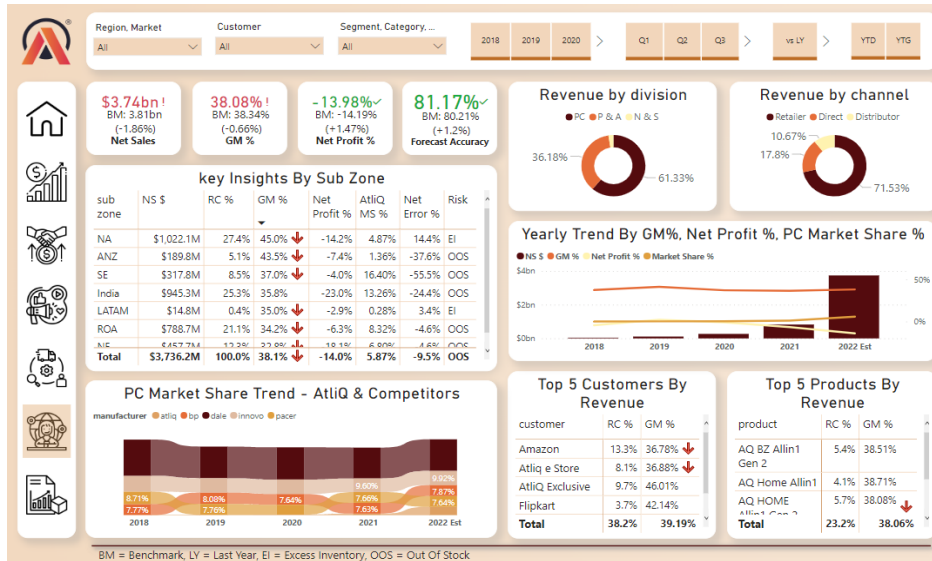 Region, Market
All
Customer
All
Segment, Category, ...
All
2018 2019 2020
Q1 Q2 Q3
vs LY
YTD YTG
$3.74bn!
BM: 3.81bn
(-1.86%)
Net Sales
38.08%!
BM: 38.34
(-0.66%)
GM %
-13.98%✓
BM: -14.19%
(+1.47%)
Net Profit %
81.17%✓
BM: 80.21%
(+1.2%)
Forecast Accuracy
key Insights By Sub Zone
sub zone NS $ RC % GM % Net Profit % AtliQ MS % Net Error % Risk
NA $1,022.1M 27.4% 45.0% -14.2% 4.87% 14.4% EI
ANZ $189.8M 5.1% 43.5% -7.4% 1.36% -37.6% OOS
SE $317.8M 8.5% 37.0% -4.0% 16.40% -55.5% OOS
India $945.3M 25.3% 35.8% -23.0% 13.26% -24.4% OOS
LATAM $14.8M 0.4% 35.0% -2.9% 0.28% 3.4% EI
ROA $788.7M 21.1% 34.2% -6.3% 8.32% -4.6% OOS
Total $3,736.2M 100.0% 38.1% -14.0% 5.87% -9.5% OOS
Revenue by division
PC P & A N & S
36.18%
61.33%
Revenue by channel
Retailer Direct Distributor
10.67%
17.8%
71.53%
Yearly Trend By GM%, Net Profit %, PC Market Share %
NS $ GM % Net Profit % Market Share %
$4bn
$2bn
$0bn
50%
0%
2018 2019 2020 2021 2022 Est
PC Market Share Trend - AtliQ & Competitors
manufacturer atliq bp dale innovo pacer
8.71%
7.77%
8.08%
7.76%
7.64%
9.60%
7.66%
7.63%
9.92%
7.87%
7.64%
2018 2019 2020 2021 2022 Est
Top 5 Customers By
Revenue
customer RC % GM %
Amazon 13.3% 36.78%
Atliq e Store 8.1% 36.88%
AtliQ Exclusive 9.7% 46.01%
Flipkart 3.7% 42.14%
Total 38.2% 39.19%
Top 5 Products By
Revenue
product RC % GM %
AQ BZ Allin1 5.4% 38.51%
Gen 2
AQ Home Allin1 4.1% 38.71%
AQ HOME 5.7% 38.08%
Allin1 Gen 2
Total 23.2% 38.06%
BM = Benchmark, LY = Last Year, EI = Excess Inventory, OOS = Out Of Stock